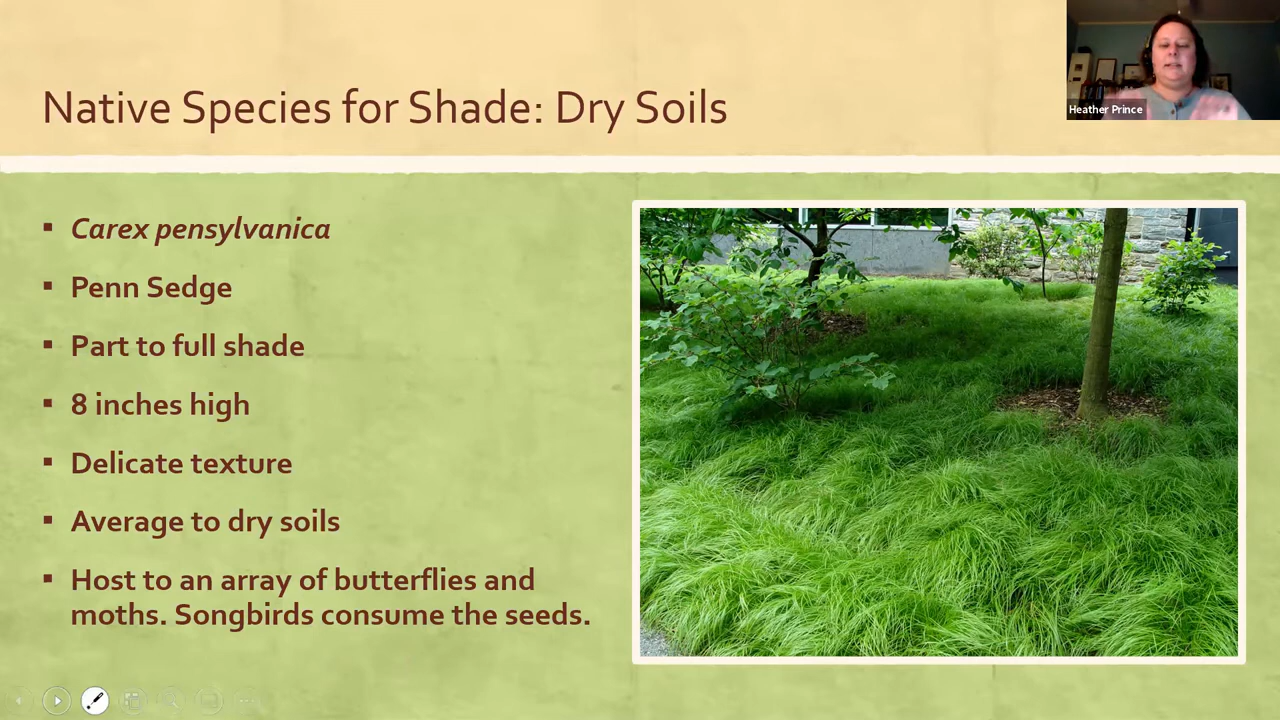 Native Species for Shade: Dry Soils
Heather Prince
Carex pensylvanica
Penn Sedge
Part to full shade
8 inches high
Delicate texture
Average to dry soils
Host to an array of butterflies and
moths. Songbirds consume the seeds.